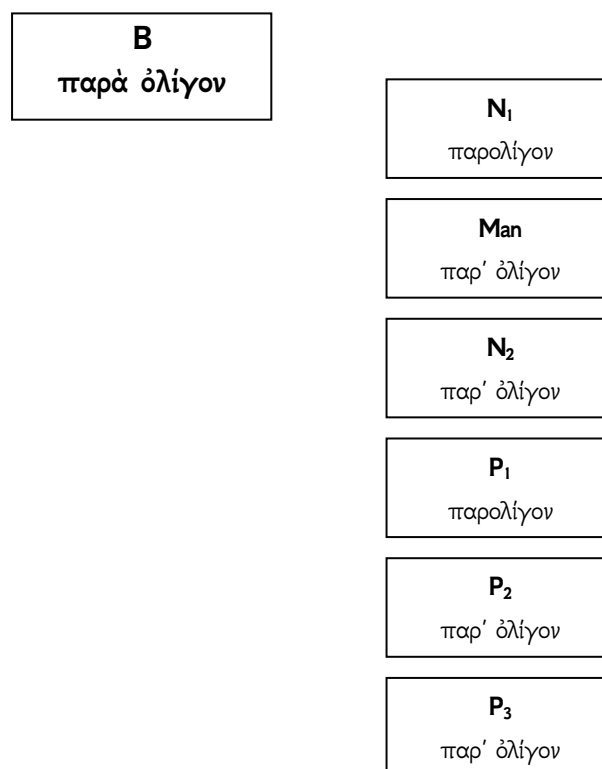 B
παρὰ ὀλίγον
N₁
παρολίγον
Man
παρ’ ὀλίγον
N₂
παρ’ ὀλίγον
P₁
παρολίγον
P₂
παρ’ ὀλίγον
P₃
παρ’ ὀλίγον